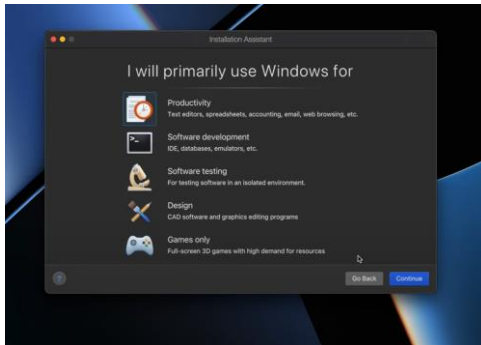 Installation Assistant
I will primarily use Windows for
Productivity
Text editors, spreadsheets, accounting, email, web browsing, etc.
>_
Software development
IDE, databases, emulators, etc.
Software testing
For testing software in an isolated environment.
Design
CAD software and graphics editing programs
Games only
Full-screen 3D games with high demand for resources
?
Go Back
Continue